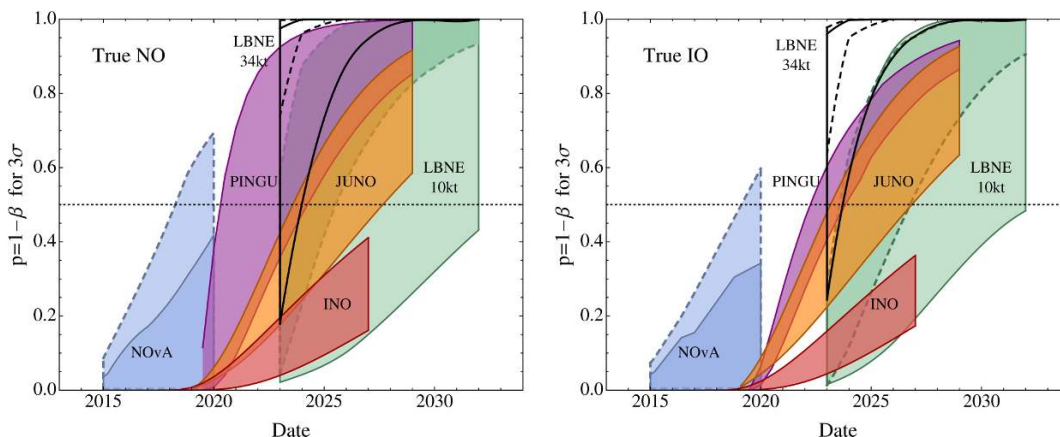 True NO
LBNE
34kt
PINGU
JUNO
LBNE
10kt
NOνA
INO
p=1−β for 3σ
0.0
0.2
0.4
0.6
0.8
1.0
2015
2020
2025
2030
Date
True IO
LBNE
34kt
PINGU
JUNO
LBNE
10kt
NOνA
INO
p=1−β for 3σ
0.0
0.2
0.4
0.6
0.8
1.0
2015
2020
2025
2030
Date